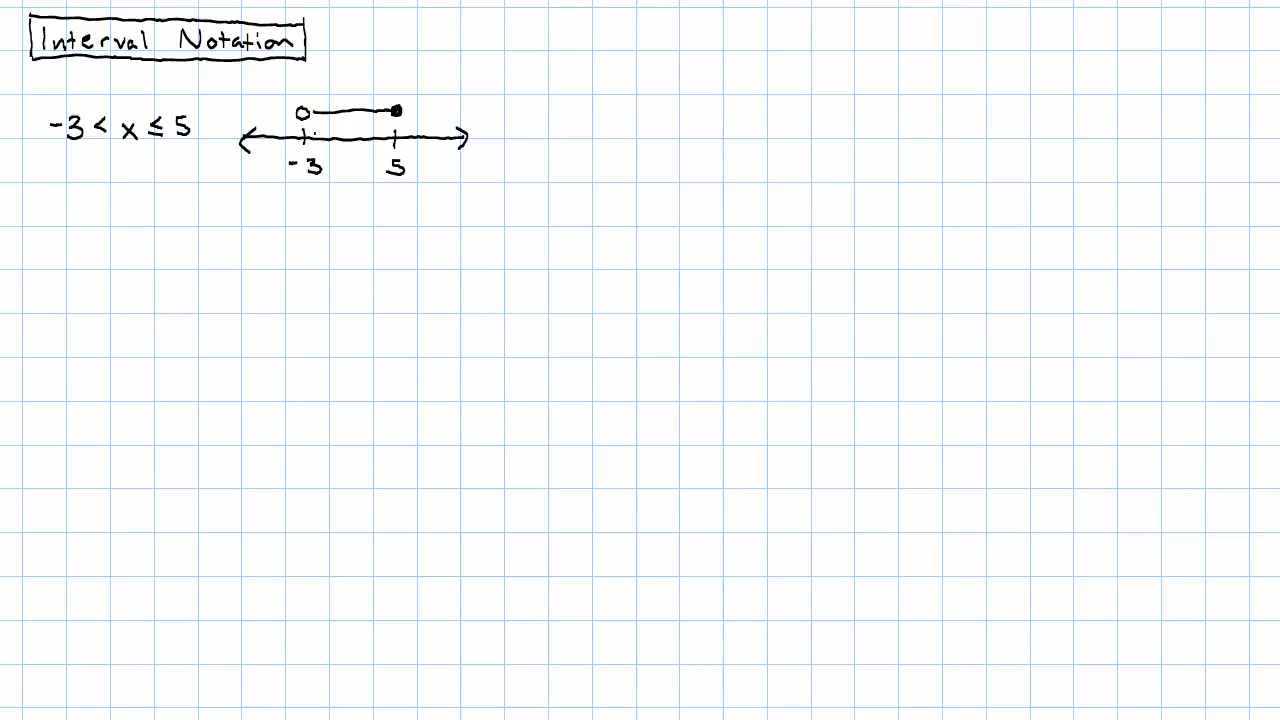 Interval Notation
-3 < x ≤ 5
-3 5